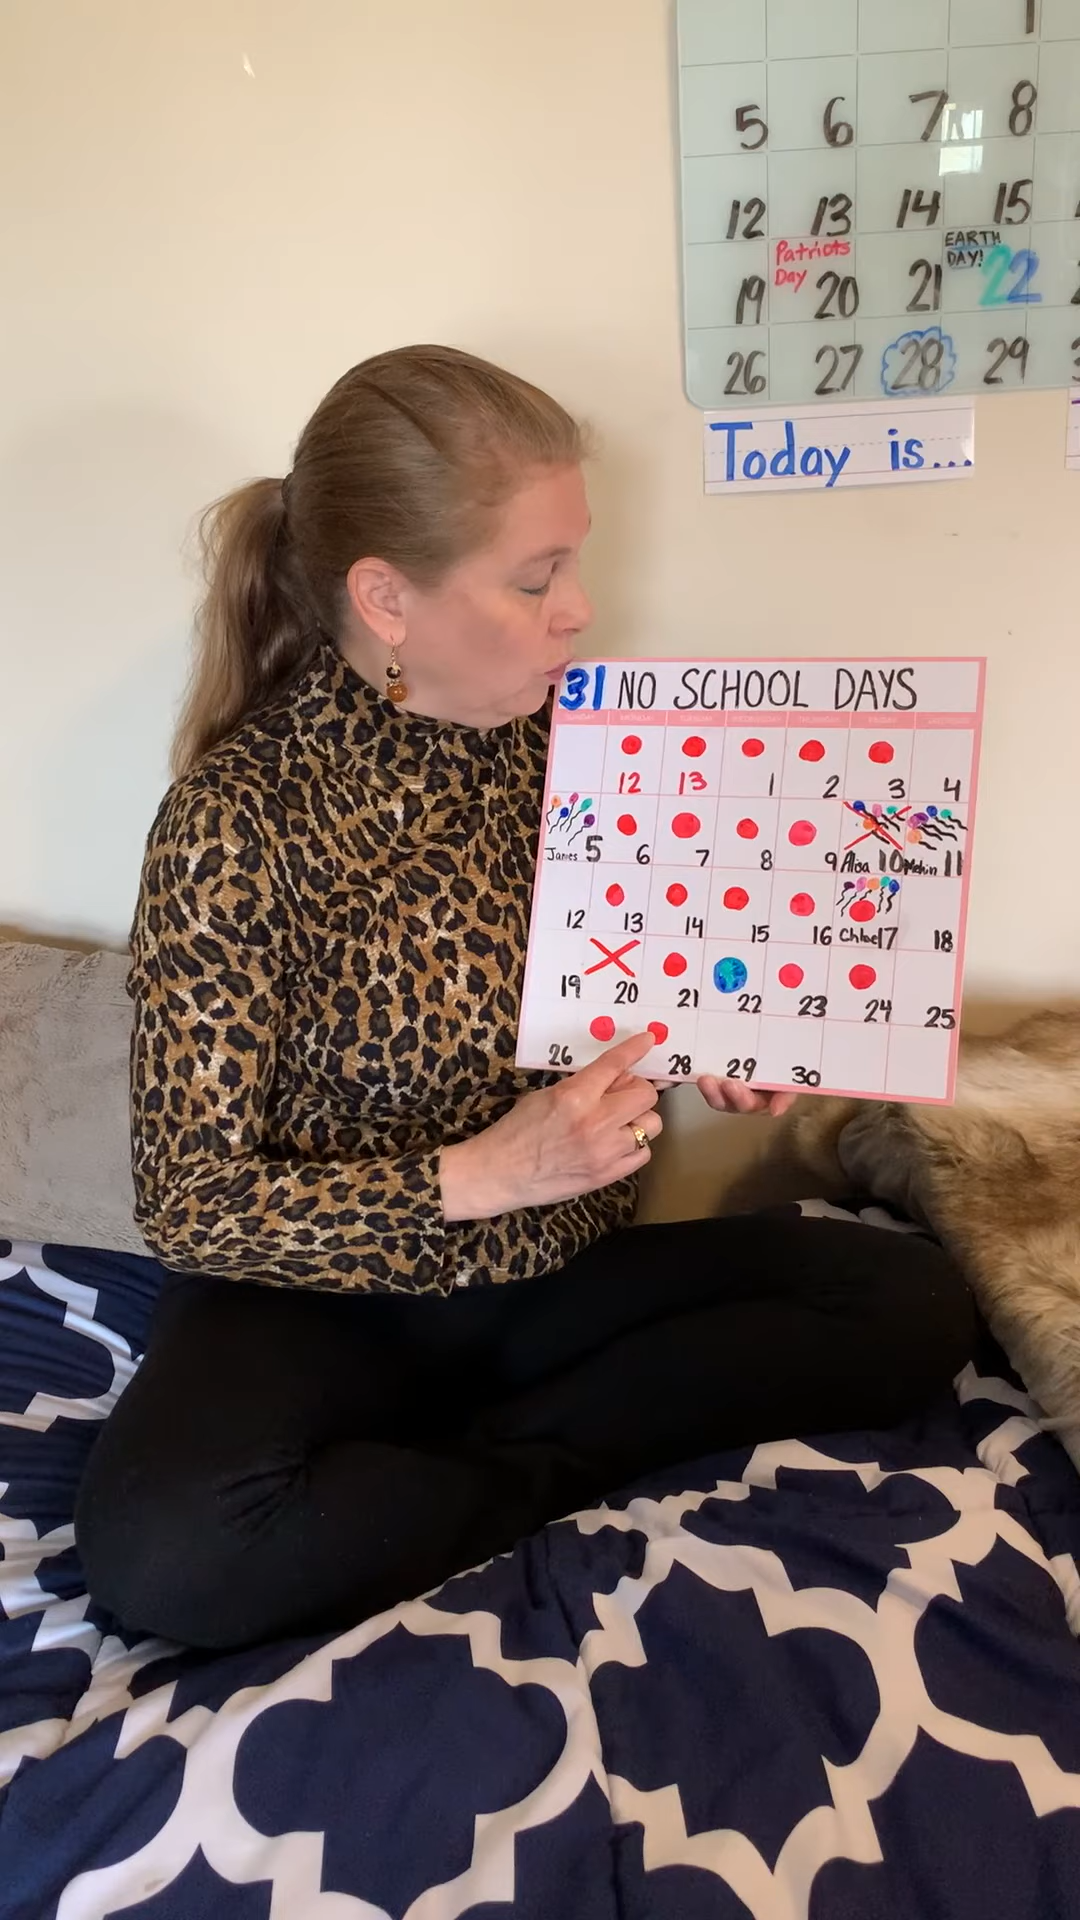 1
5 6 7 8
12 13 14 15
Patriots Day EARTH DAY!
19 20 21 22
26 27 28 29
Today is...
31 NO SCHOOL DAYS
12 13 1 2 3 4
James 5 6 7 8 9 10 11
12 13 14 15 16 Chloe 17 18
19 20 21 22 23 24 25
26 28 29 30